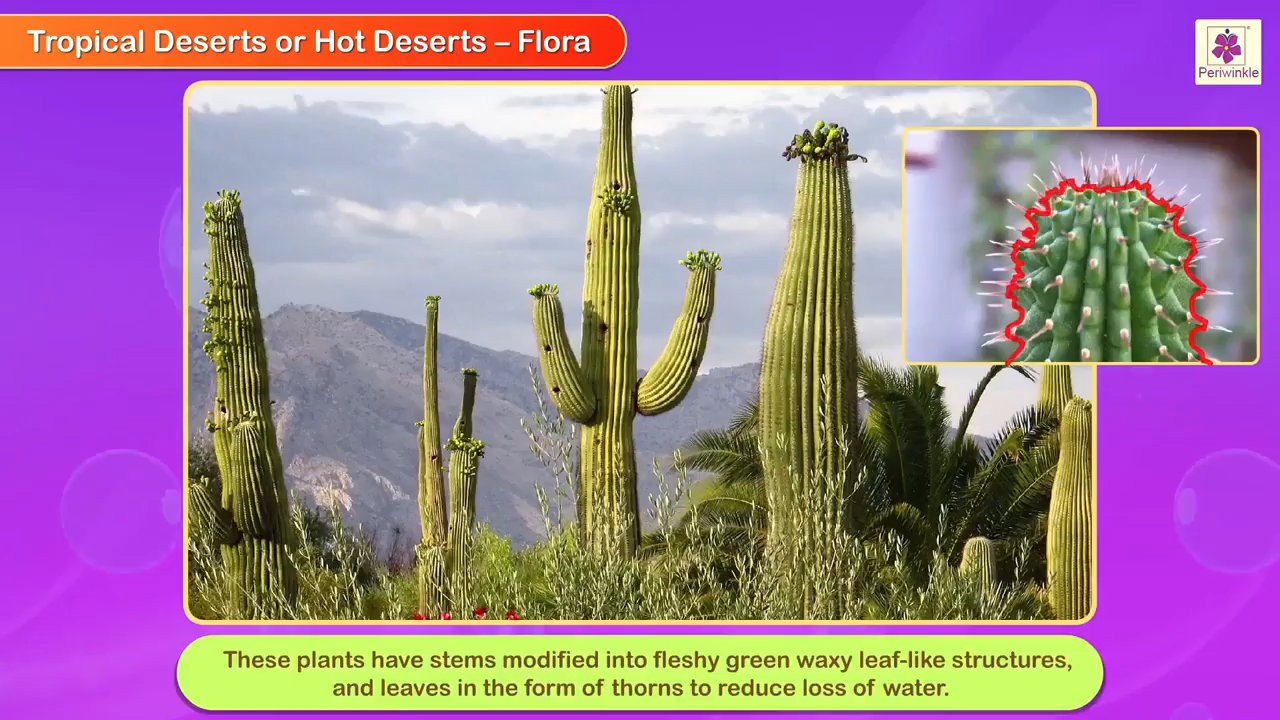 Tropical Deserts or Hot Deserts – Flora
Periwinkle
These plants have stems modified into fleshy green waxy leaf-like structures,
and leaves in the form of thorns to reduce loss of water.